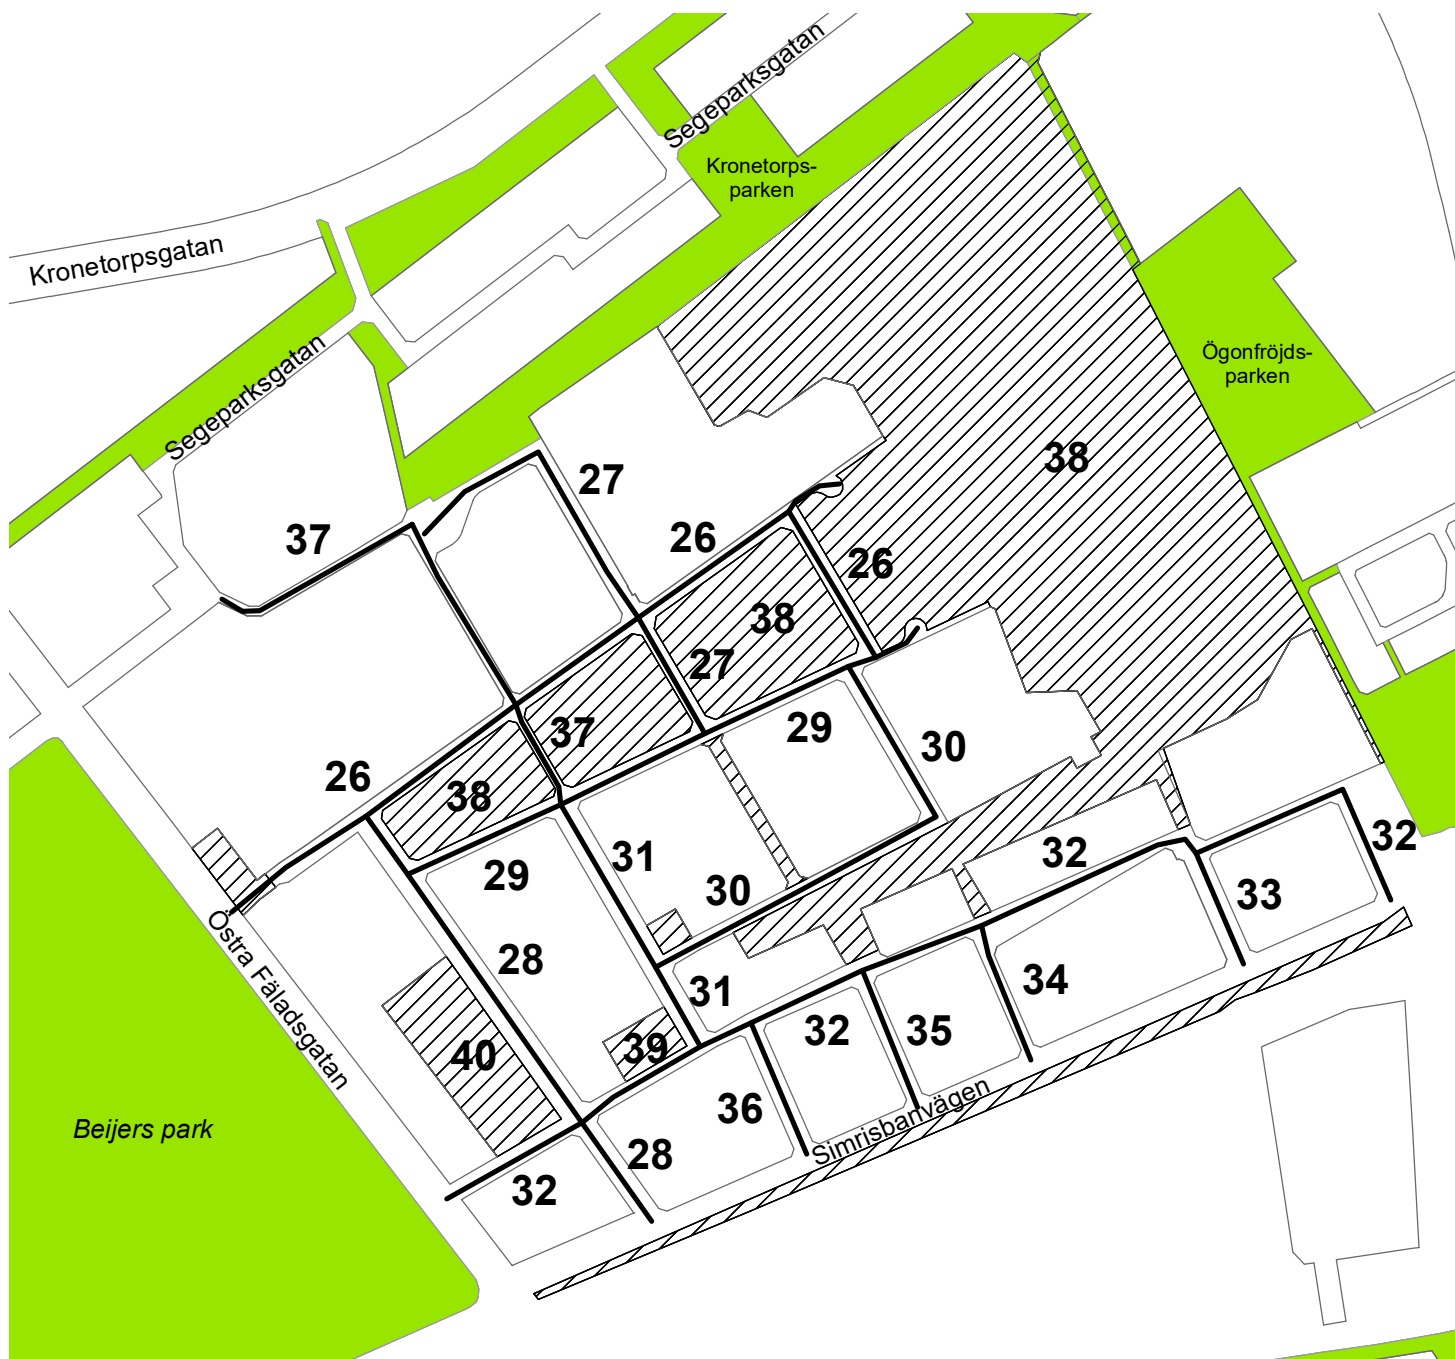 Segeparksgatan
Kronetorps-
parken
Kronetorpsgatan
Segeparksgatan
Ögonfröjds-
parken
38
27
37
26
26
38
27
37
29
30
26
38
32
32
31
29
30
33
28
31
34
32
35
Östra Fäladsgatan
39
40
36
Simrisbanvägen
Beijers park
28
32